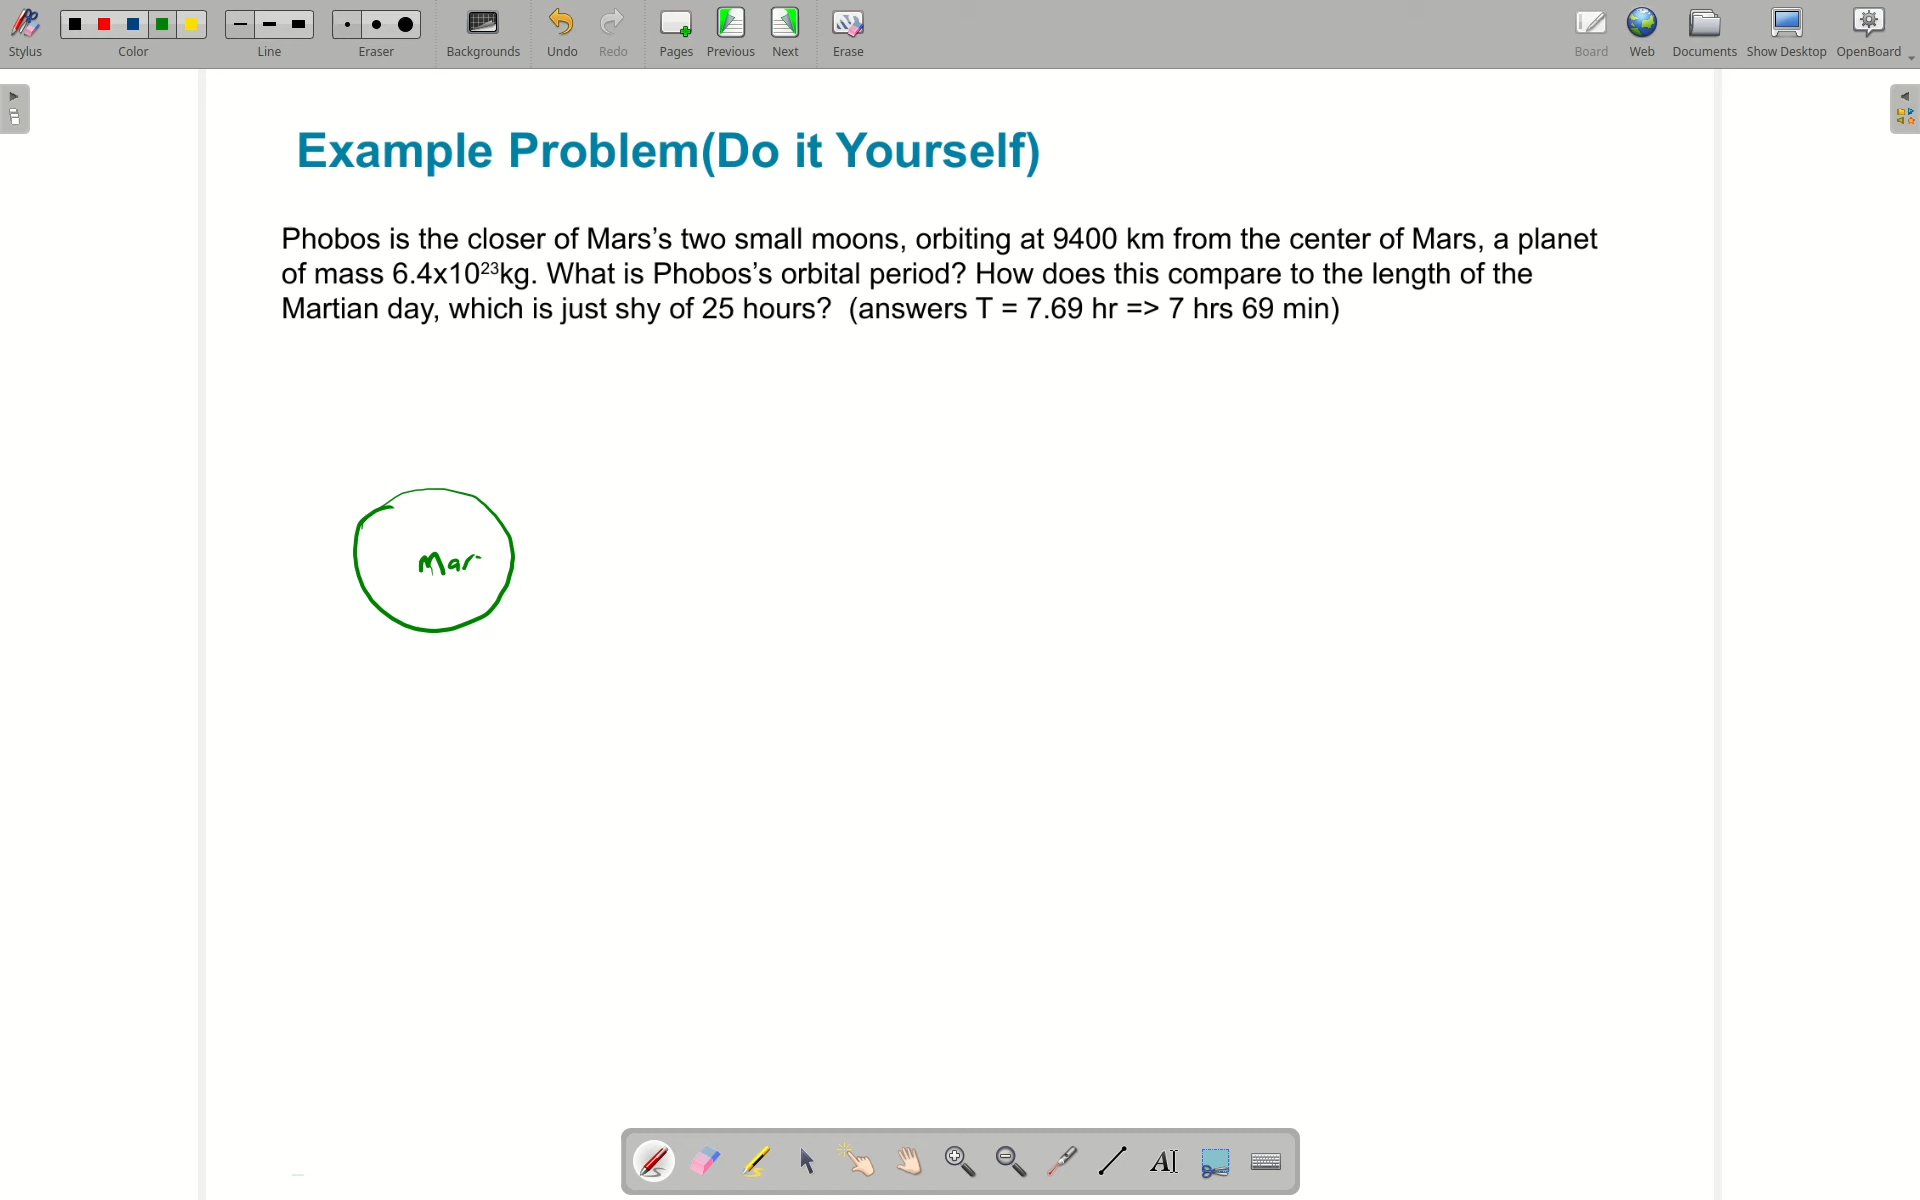 Stylus Color Line Eraser Backgrounds Undo Redo Pages Previous Next Erase Board Web Documents Show Desktop OpenBoard
Example Problem(Do it Yourself)
Phobos is the closer of Mars’s two small moons, orbiting at 9400 km from the center of Mars, a planet
of mass 6.4x10²³kg. What is Phobos’s orbital period? How does this compare to the length of the
Martian day, which is just shy of 25 hours?  (answers T = 7.69 hr => 7 hrs 69 min)
Mar